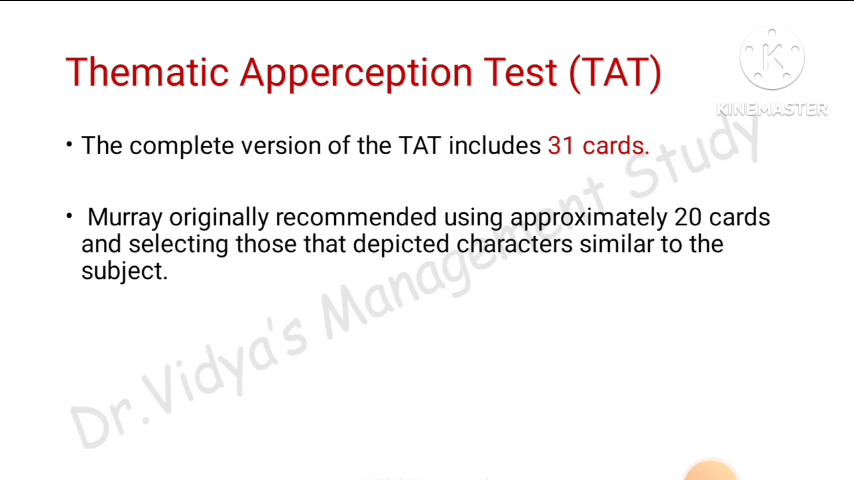 Thematic Apperception Test (TAT)
KINEMASTER
• The complete version of the TAT includes 31 cards.
• Murray originally recommended using approximately 20 cards
and selecting those that depicted characters similar to the
subject.
Dr.Vidya's Management Study